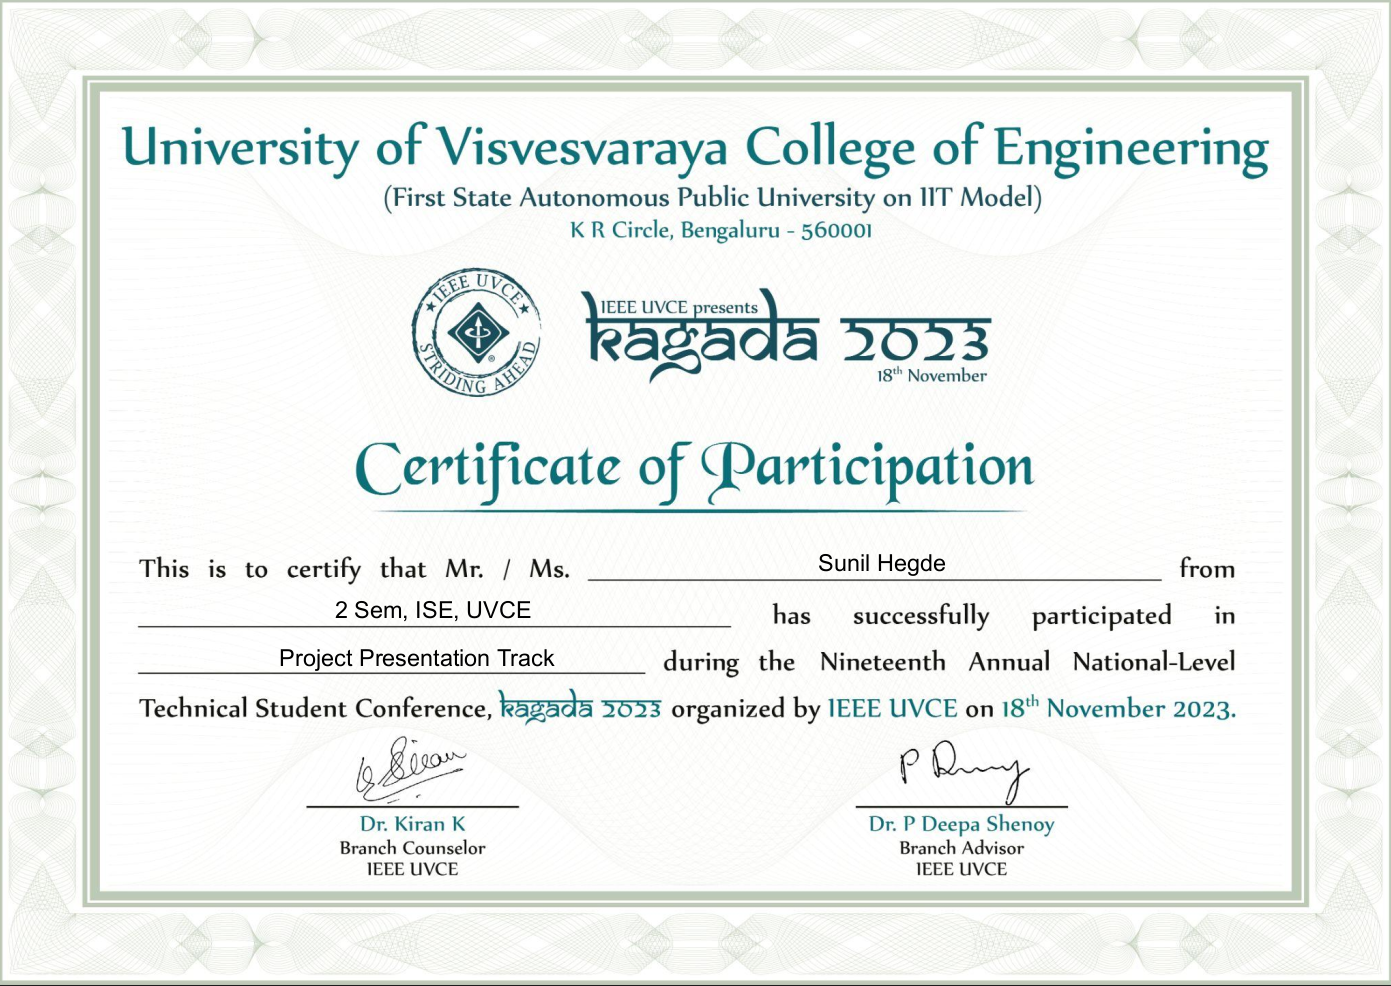 University of Visvesvaraya College of Engineering
(First State Autonomous Public University on IIT Model)
K R Circle, Bengaluru - 560001
IEEE UVCE
STRIDING AHEAD
IEEE UVCE presents
kagada 2023
18th November
Certificate of Participation
This is to certify that Mr. / Ms. Sunil Hegde from
2 Sem, ISE, UVCE has successfully participated in
Project Presentation Track during the Nineteenth Annual National-Level
Technical Student Conference, kagada 2023 organized by IEEE UVCE on 18th November 2023.
Dr. Kiran K
Branch Counselor
IEEE UVCE
P Dmy
Dr. P Deepa Shenoy
Branch Advisor
IEEE UVCE